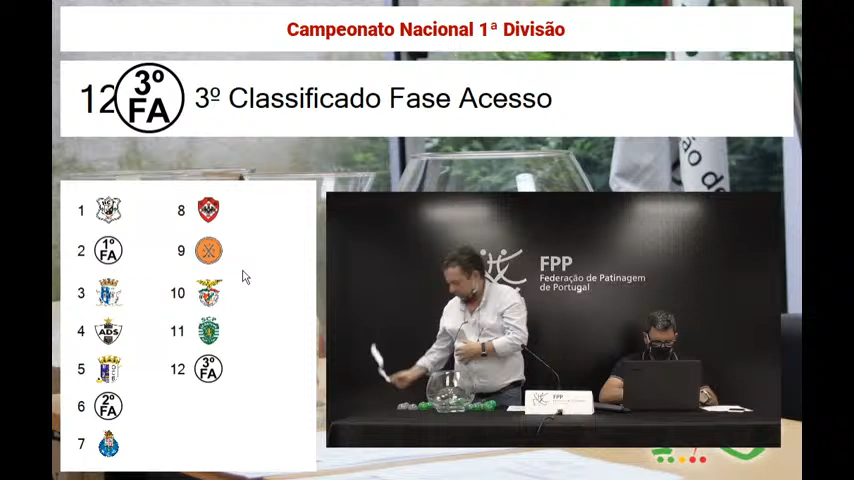 Campeonato Nacional 1ª Divisão
12 3º FA 3º Classificado Fase Acesso
1
2 1º FA
3
4 ADS
5
6 2º FA
7
8
9
10
11 SCP
12 3º FA
FPP
Federação de Patinagem
de Portugal
FPP
ão de